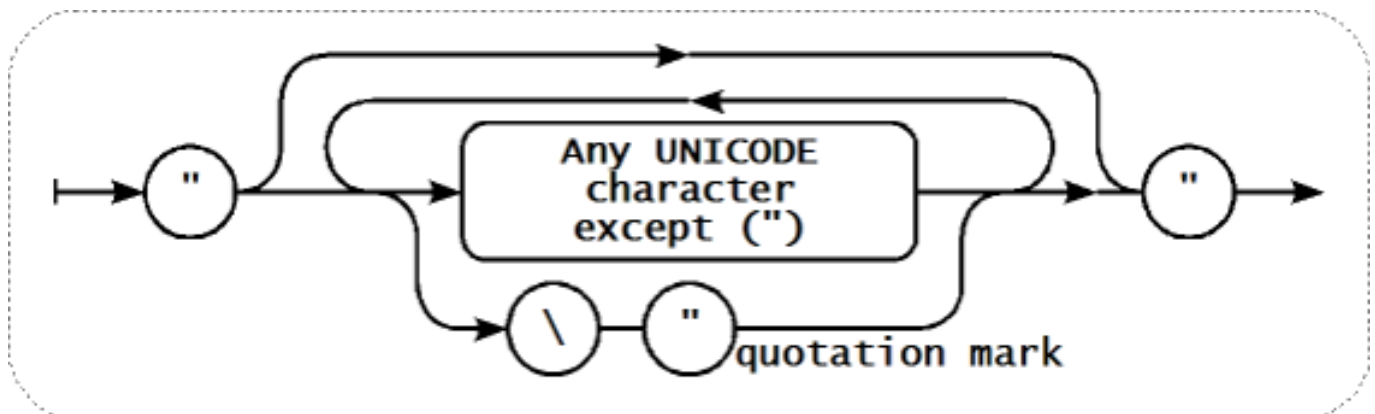 "
Any UNICODE
character
except (")
"
\
"
quotation mark